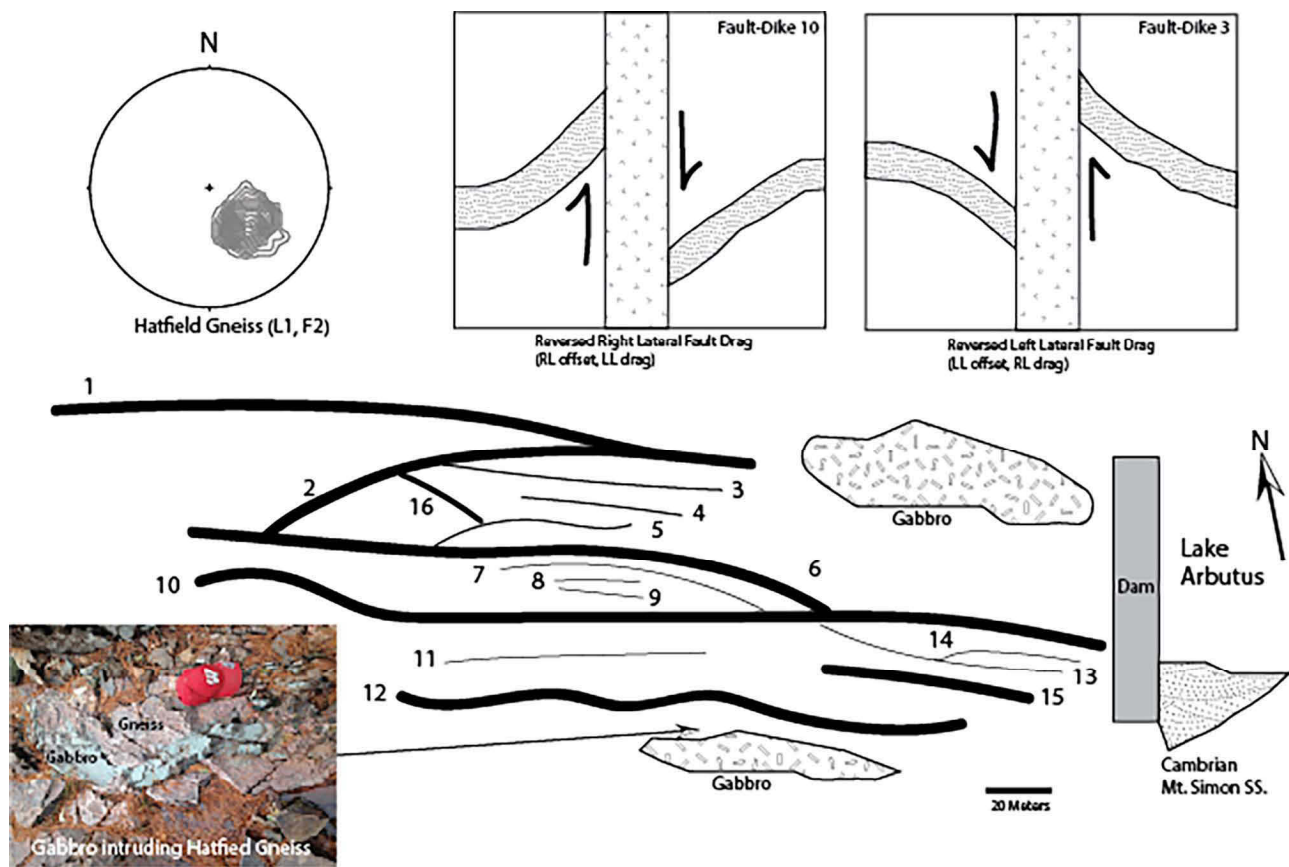 N
Hatfield Gneiss (L1, F2)
Fault-Dike 10
Reversed Right Lateral Fault Drag
(RL offset, LL drag)
Fault-Dike 3
Reversed Left Lateral Fault Drag
(LL offset, RL drag)
1
2
3
4
16
5
6
7
8
9
10
11
12
13
14
15
Gabbro
N
Dam
Lake
Arbutus
Cambrian
Mt. Simon SS.
Gabbro
20 Meters
Gneiss
Gabbro
Gabbro intruding Hatfied Gneiss